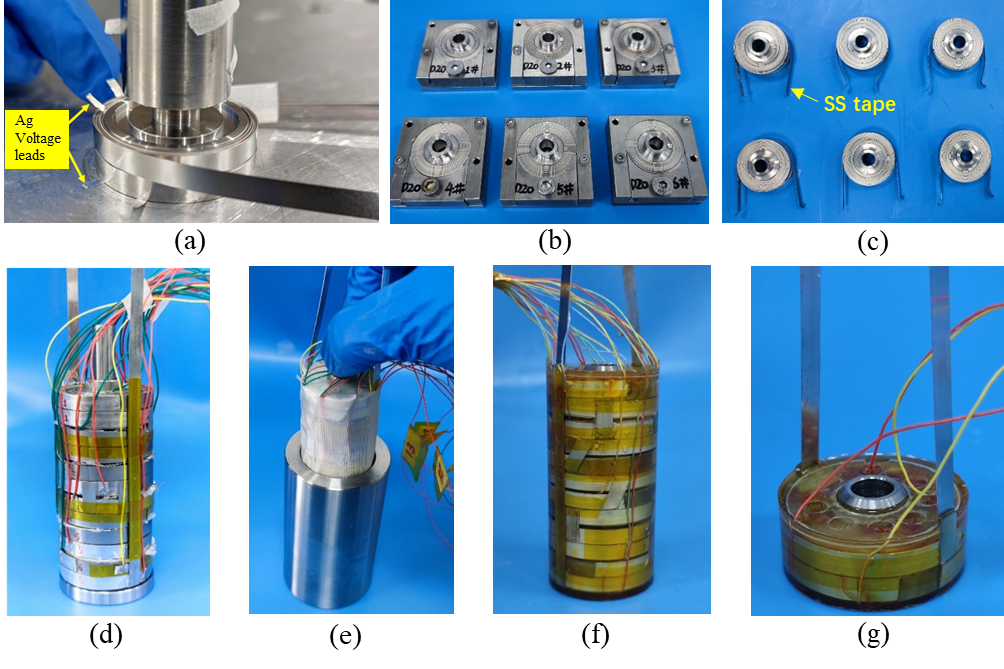 Ag
Voltage
leads
(a)
D20 1#
D20 2#
D20 3#
D20 4#
D20 5#
D20 6#
(b)
SS tape
(c)
(d)
(e)
(f)
(g)